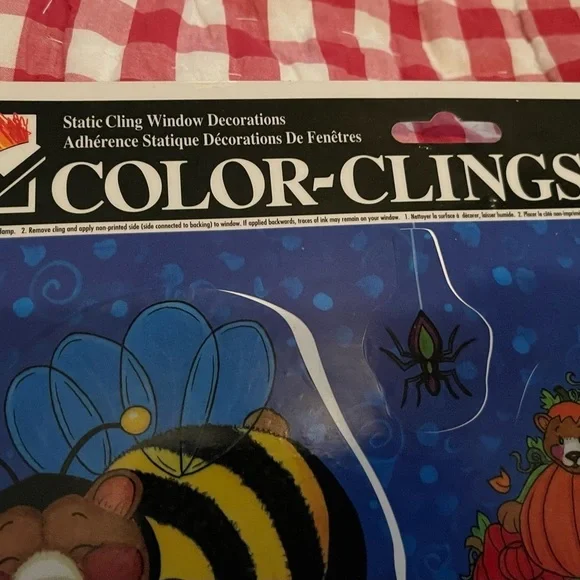 Static Cling Window Decorations
Adhérence Statique Décorations De Fenêtres
COLOR-CLINGS
2. Remove cling and apply non-printed side (side connected to backing) to window. If applied backwards, traces of ink may remain on your window. 1. Nettoyer la surface à décorer, laisser humide. 2. Placer le côté